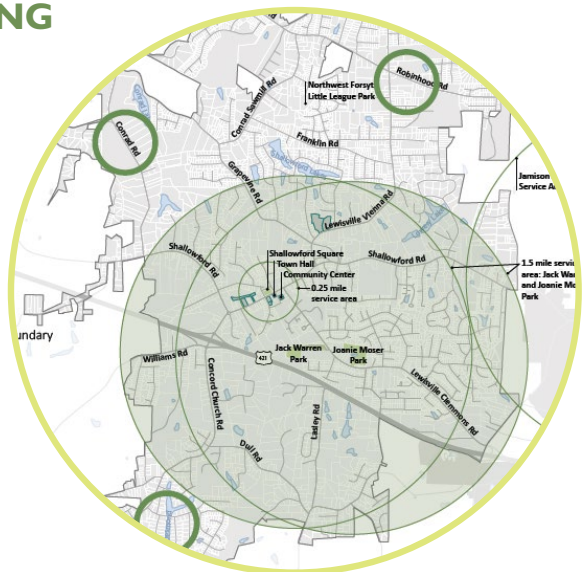 NG
Robinhood Rd
Northwest Forsyt
Little League Park
Conrad Sawmill Rd
Conrad Rd
Franklin Rd
Grapevine Rd
Jamison
Service A
Lewisville Vienna Rd
Shallowford Rd
Shallowford Rd
Shallowford Square
Town Hall
Community Center
0.25 mile
service area
1.5 mile servic
area: Jack War
and Joanie Mo
Park
undary
Williams Rd
421
Jack Warren
Park
Joanie Moser
Park
Concord Church Rd
Lasley Rd
Lewisville Clemmons Rd
Dull Rd